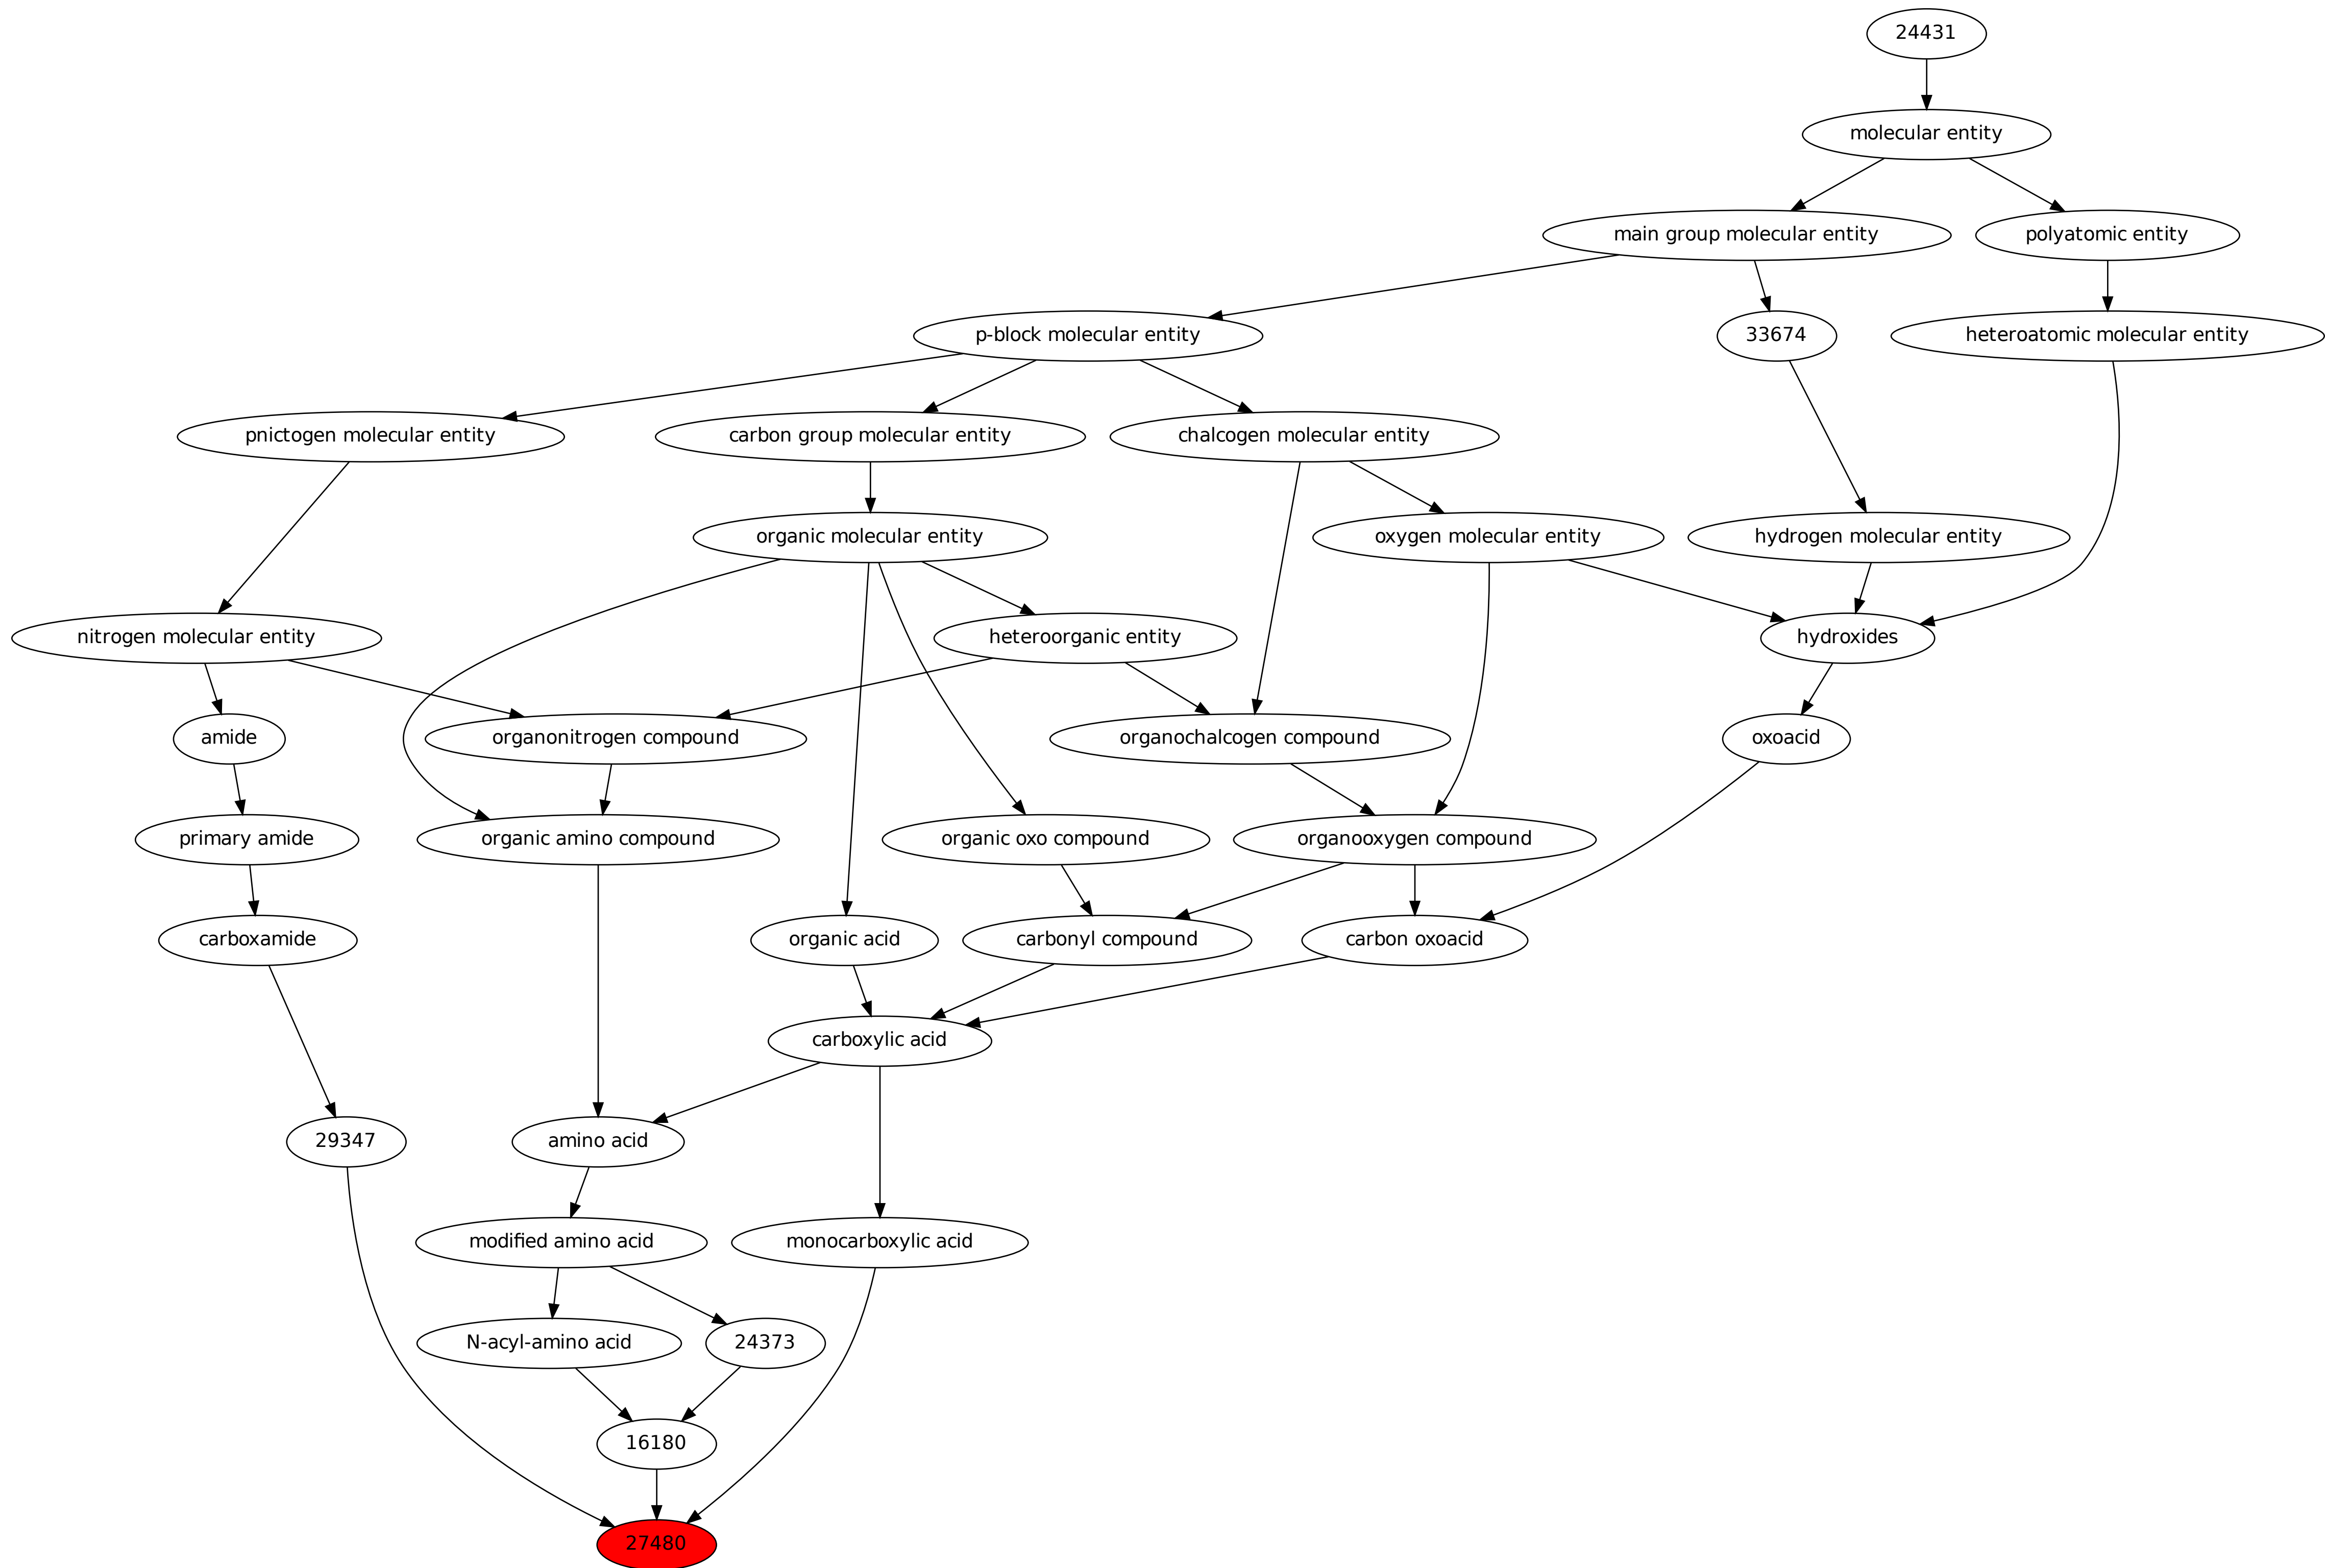 24431
molecular entity
main group molecular entity
polyatomic entity
p-block molecular entity
33674
heteroatomic molecular entity
pnictogen molecular entity
carbon group molecular entity
chalcogen molecular entity
organic molecular entity
oxygen molecular entity
hydrogen molecular entity
nitrogen molecular entity
heteroorganic entity
hydroxides
amide
organonitrogen compound
organochalcogen compound
oxoacid
primary amide
organic amino compound
organic oxo compound
organooxygen compound
carboxamide
organic acid
carbonyl compound
carbon oxoacid
carboxylic acid
29347
amino acid
modified amino acid
monocarboxylic acid
N-acyl-amino acid
24373
16180
27480